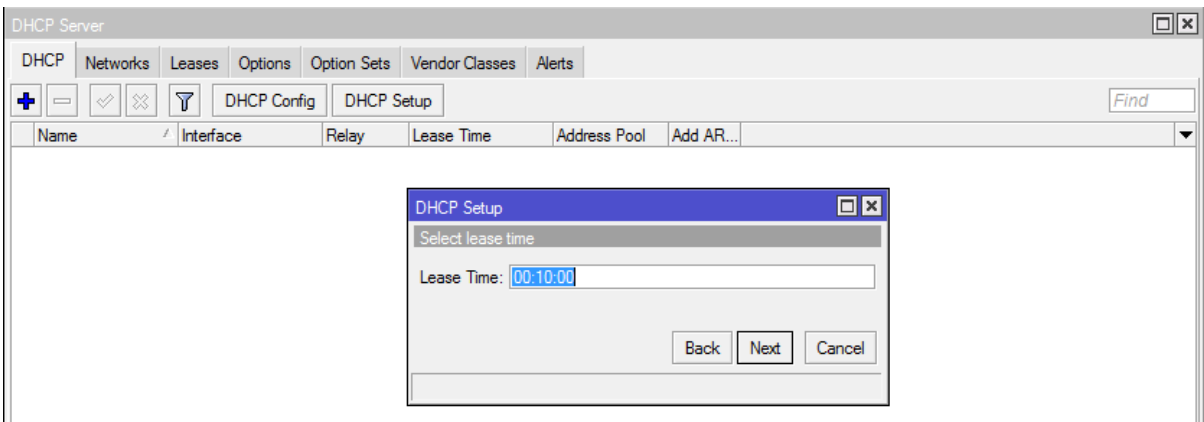 DHCP Server
DHCP Networks Leases Options Option Sets Vendor Classes Alerts
DHCP Config DHCP Setup Find
Name Interface Relay Lease Time Address Pool Add AR...
DHCP Setup
Select lease time
Lease Time: 00:10:00
Back Next Cancel